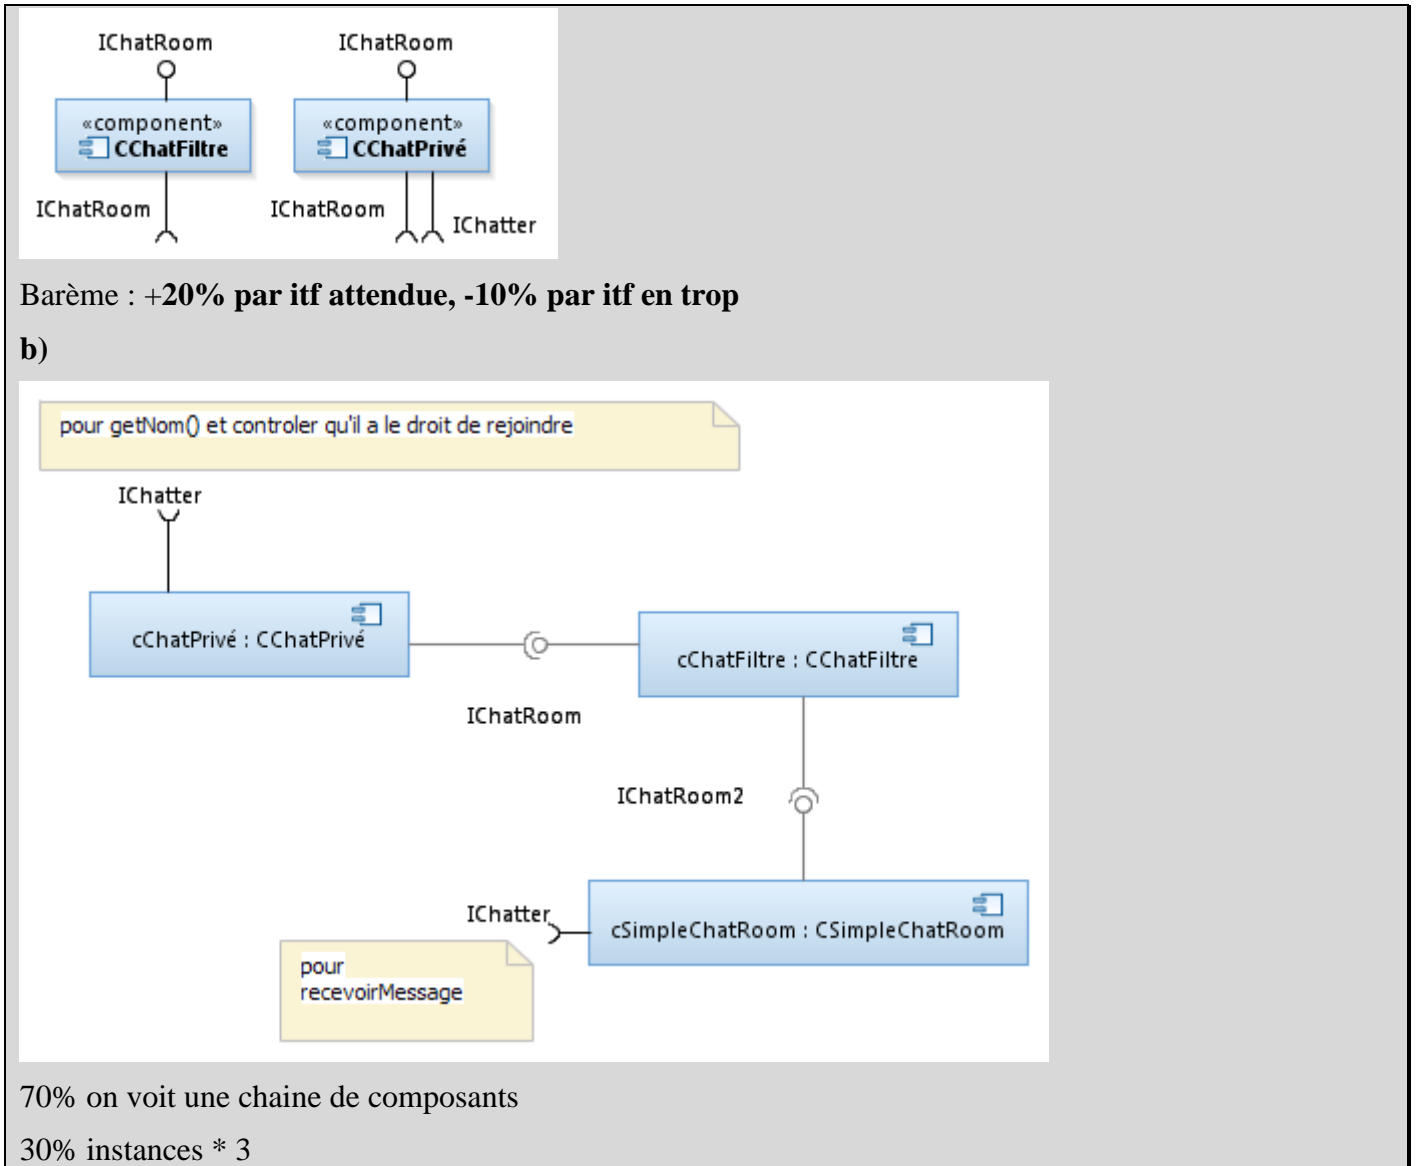 IChatRoom IChatRoom
«component» «component»
CChatFiltre CChatPrivé
IChatRoom IChatRoom IChatter
Barème : +20% par itf attendue, -10% par itf en trop
b)
pour getNom() et controler qu'il a le droit de rejoindre
IChatter
cChatPrivé : CChatPrivé
cChatFiltre : CChatFiltre
IChatRoom
IChatRoom2
IChatter
cSimpleChatRoom : CSimpleChatRoom
pour
recevoirMessage
70% on voit une chaine de composants
30% instances * 3